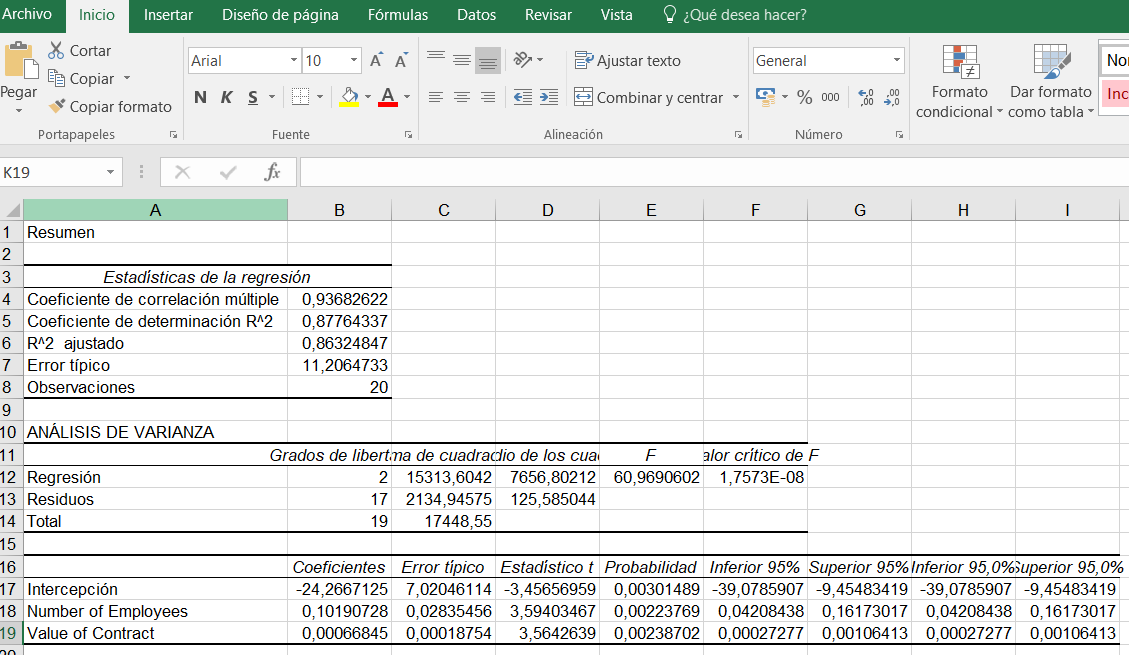 Archivo Inicio Insertar Diseño de página Fórmulas Datos Revisar Vista ¿Qué desea hacer?
Cortar
Copiar
Copiar formato
Pegar
Portapapeles
Arial 10 A A
N K S A
Fuente
Ajustar texto
Combinar y centrar
Alineación
General
% 000 ,00 ,00
Número
Formato condicional
Dar formato como tabla
K19 fx
A B C D E F G H I
1 Resumen
2
3 Estadísticas de la regresión
4 Coeficiente de correlación múltiple 0,93682622
5 Coeficiente de determinación R^2 0,87764337
6 R^2 ajustado 0,86324847
7 Error típico 11,2064733
8 Observaciones 20
9
10 ANÁLISIS DE VARIANZA
11 Grados de libert ma de cuadrad dio de los cua F alor crítico de F
12 Regresión 2 15313,6042 7656,80212 60,9690602 1,7573E-08
13 Residuos 17 2134,94575 125,585044
14 Total 19 17448,55
15
16 Coeficientes Error típico Estadístico t Probabilidad Inferior 95% Superior 95% Inferior 95,0% Superior 95,0%
17 Intercepción -24,2667125 7,02046114 -3,45656959 0,00301489 -39,0785907 -9,45483419 -39,0785907 -9,45483419
18 Number of Employees 0,10190728 0,02835456 3,59403467 0,00223769 0,04208438 0,16173017 0,04208438 0,16173017
19 Value of Contract 0,00066845 0,00018754 3,5642639 0,00238702 0,00027277 0,00106413 0,00027277 0,00106413